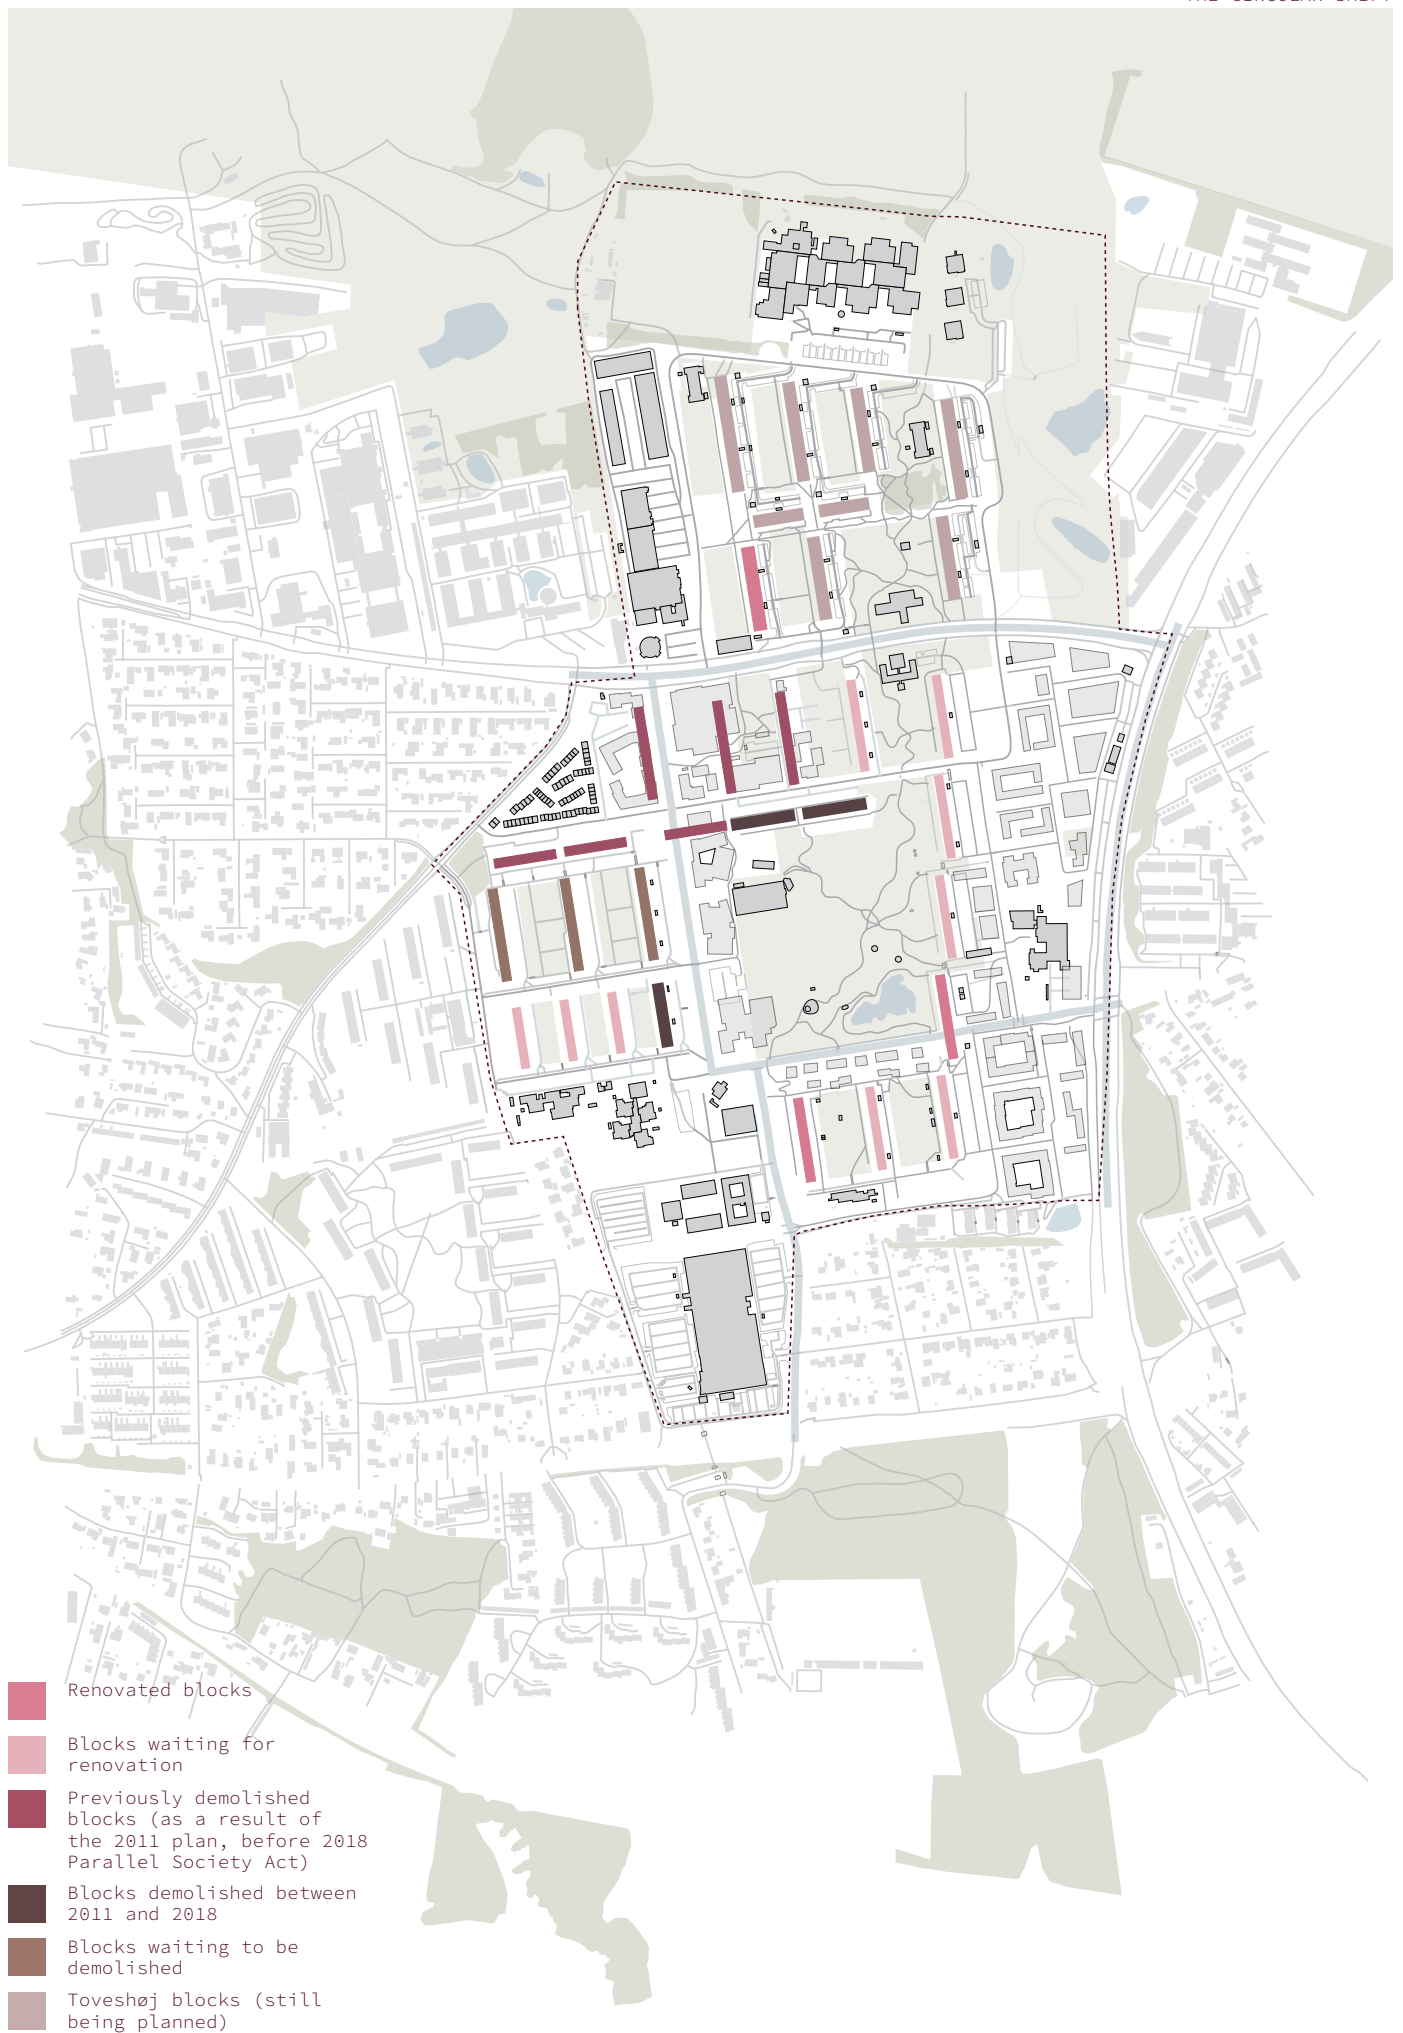 Renovated blocks
Blocks waiting for
renovation
Previously demolished
blocks (as a result of
the 2011 plan, before 2018
Parallel Society Act)
Blocks demolished between
2011 and 2018
Blocks waiting to be
demolished
Toveshøj blocks (still
being planned)